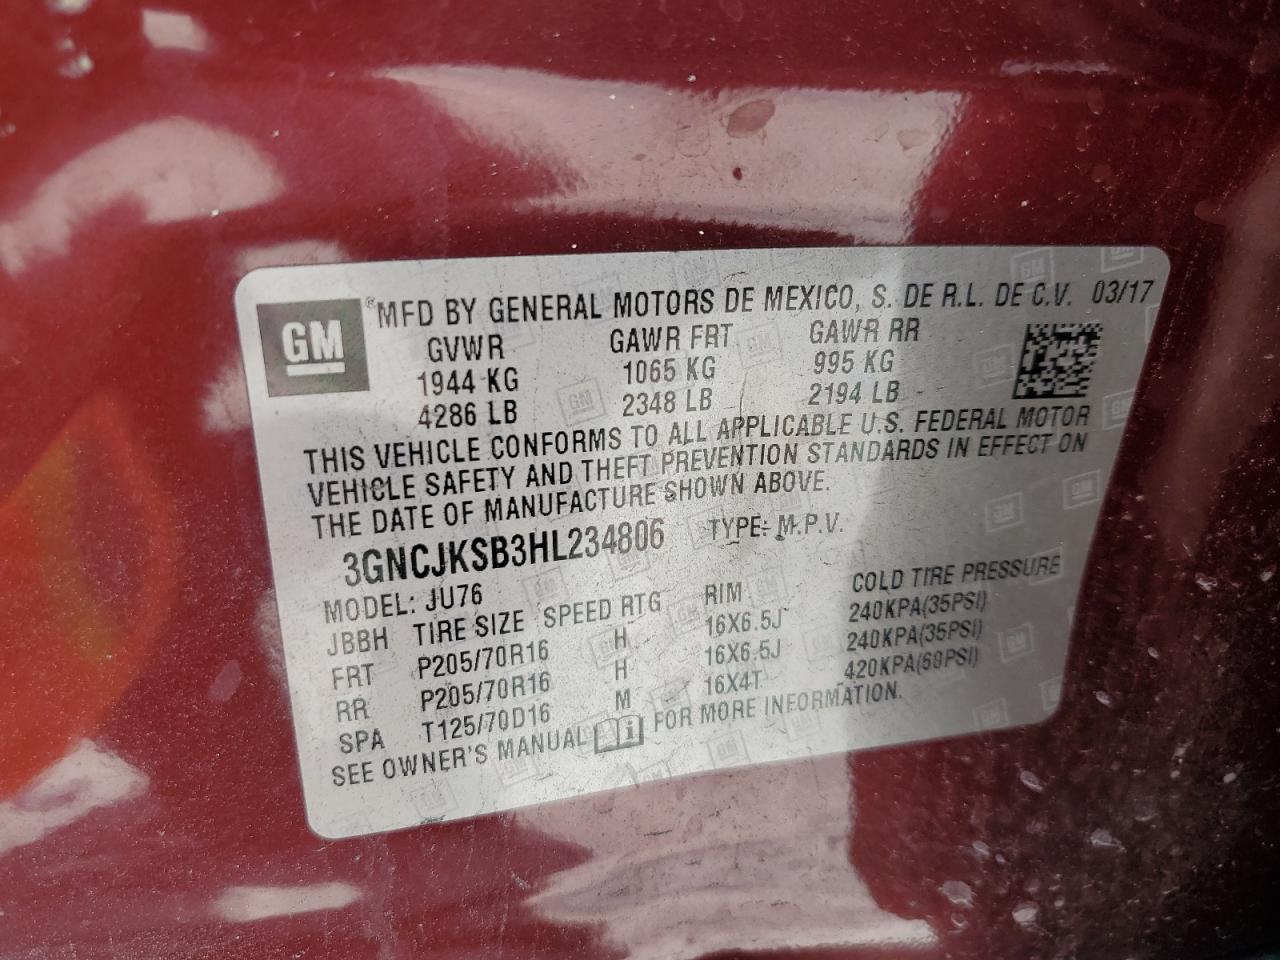 GM
®MFD BY GENERAL MOTORS DE MEXICO, S. DE R.L. DE C.V. 03/17
GVWR GAWR FRT GAWR RR
1944 KG 1065 KG 995 KG
4286 LB 2348 LB 2194 LB
THIS VEHICLE CONFORMS TO ALL APPLICABLE U.S. FEDERAL MOTOR
VEHICLE SAFETY AND THEFT PREVENTION STANDARDS IN EFFECT ON
THE DATE OF MANUFACTURE SHOWN ABOVE.
3GNCJKSB3HL234806 TYPE: M.P.V.
MODEL: JU76
JBBH TIRE SIZE SPEED RTG RIM COLD TIRE PRESSURE
FRT P205/70R16 H 16X6.5J 240KPA(35PSI)
RR P205/70R16 H 16X6.5J 240KPA(35PSI)
SPA T125/70D16 M 16X4T 420KPA(60PSI)
SEE OWNER'S MANUAL FOR MORE INFORMATION.